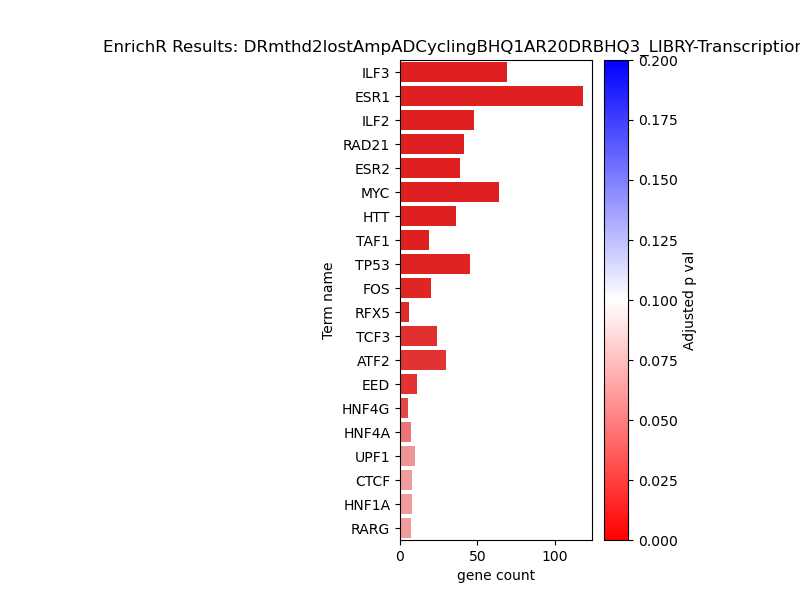 EnrichR Results: DRmthd2lostAmpADCyclingBHQ1AR20DRBHQ3_LIBRY-Transcription
Term name
ILF3
ESR1
ILF2
RAD21
ESR2
MYC
HTT
TAF1
TP53
FOS
RFX5
TCF3
ATF2
EED
HNF4G
HNF4A
UPF1
CTCF
HNF1A
RARG
0 50 100
gene count
0.200
0.175
0.150
0.125
0.100
0.075
0.050
0.025
0.000
Adjusted p val